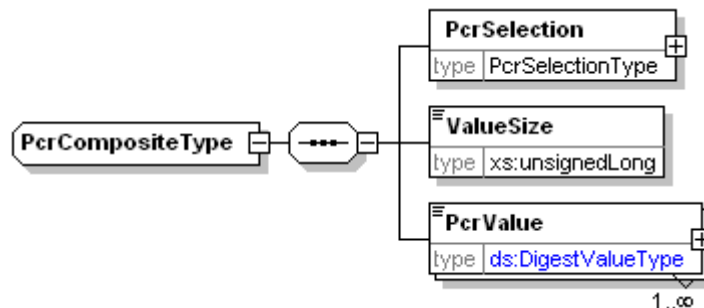 PcrSelection
type PcrSelectionType
PcrCompositeType
ValueSize
type xs:unsignedLong
PcrValue
type ds:DigestValueType
1..∞